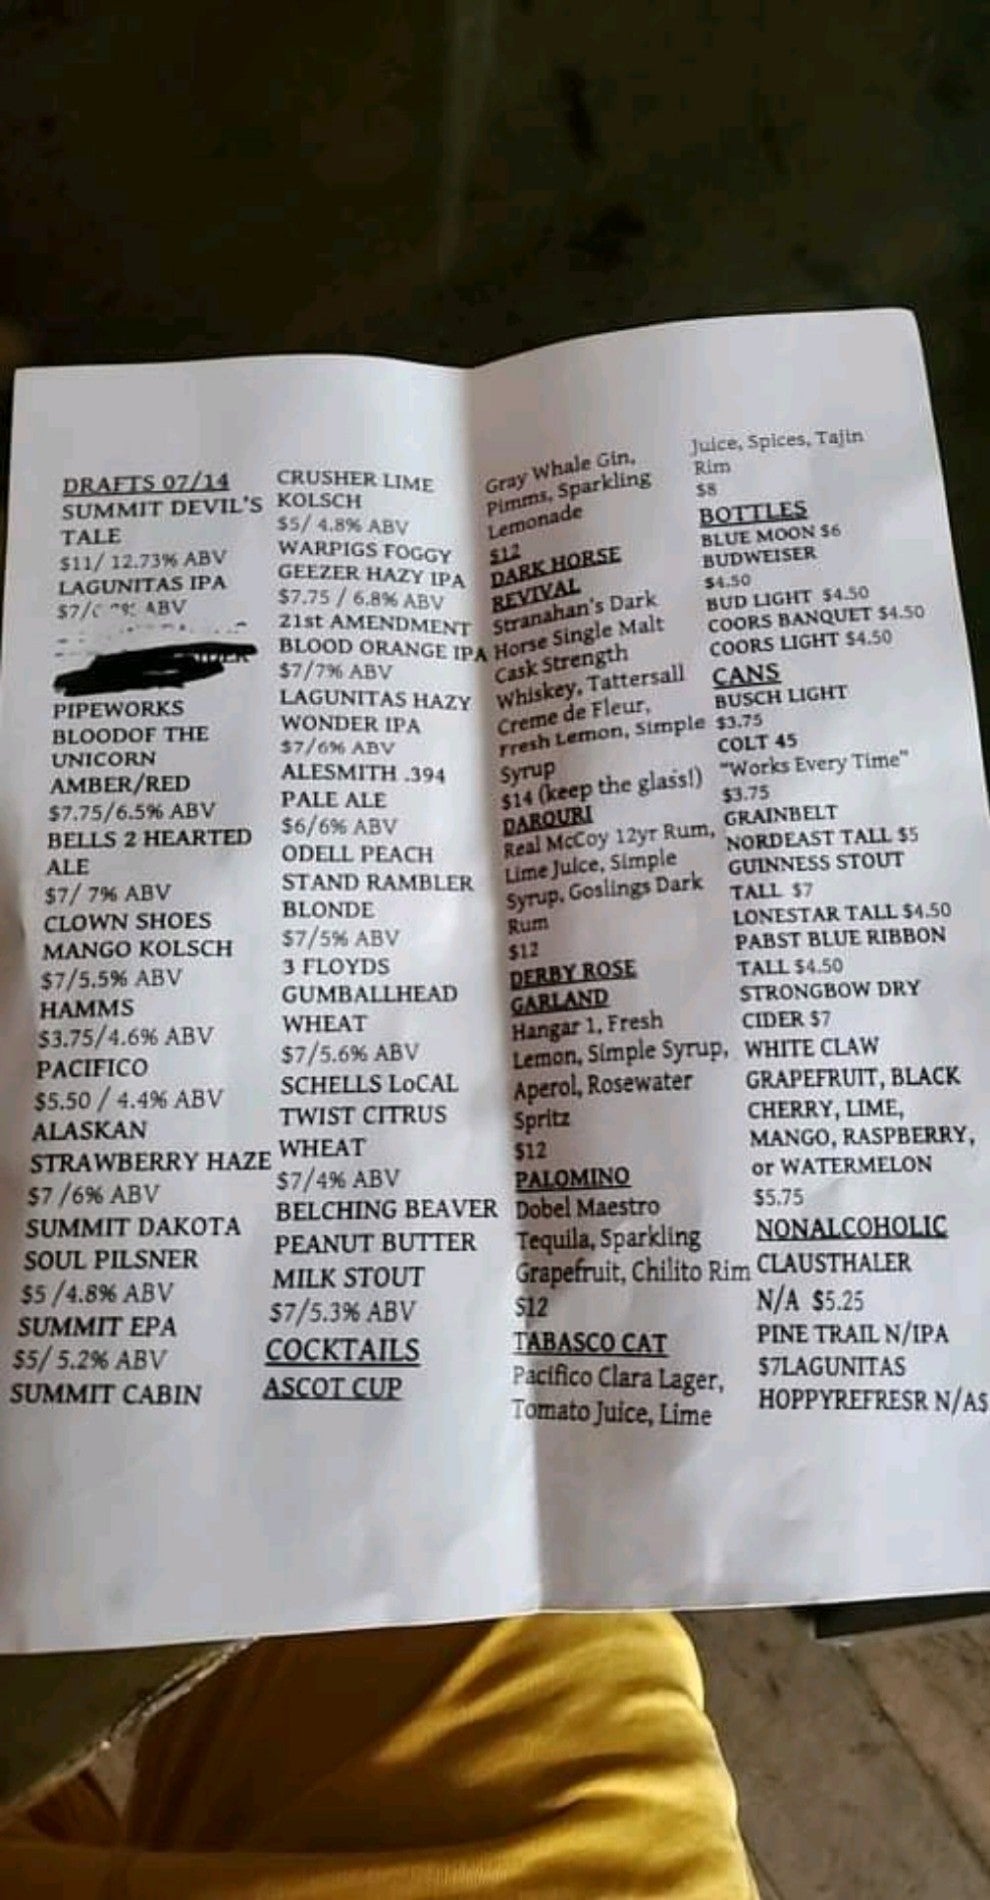 DRAFTS 07/14
SUMMIT DEVIL'S
TALE
$11/ 12.73% ABV
LAGUNITAS IPA
$7/ ABV
PIPEWORKS
BLOODOF THE
UNICORN
AMBER/RED
$7.75/6.5% ABV
BELLS 2 HEARTED
ALE
$7/ 7% ABV
CLOWN SHOES
MANGO KOLSCH
$7/5.5% ABV
HAMMS
$3.75/4.6% ABV
PACIFICO
$5.50 / 4.4% ABV
ALASKAN
STRAWBERRY HAZE
$7 /6% ABV
SUMMIT DAKOTA
SOUL PILSNER
$5 /4.8% ABV
SUMMIT EPA
$5/ 5.2% ABV
SUMMIT CABIN
CRUSHER LIME
KOLSCH
$5/ 4.8% ABV
WARPIGS FOGGY
GEEZER HAZY IPA
$7.75 / 6.8% ABV
21st AMENDMENT
BLOOD ORANGE IPA
$7/7% ABV
LAGUNITAS HAZY
WONDER IPA
$7/6% ABV
ALESMITH .394
PALE ALE
$6/6% ABV
ODELL PEACH
STAND RAMBLER
BLONDE
$7/5% ABV
3 FLOYDS
GUMBALLHEAD
WHEAT
$7/5.6% ABV
SCHELLS LoCAL
TWIST CITRUS
WHEAT
$7/4% ABV
BELCHING BEAVER
PEANUT BUTTER
MILK STOUT
$7/5.3% ABV
COCKTAILS
ASCOT CUP
Gray Whale Gin,
Pimms, Sparkling
Lemonade
$12
DARK HORSE
REVIVAL
Stranahan's Dark
Horse Single Malt
Cask Strength
Whiskey, Tattersall
Creme de Fleur,
Fresh Lemon, Simple
Syrup
$14 (keep the glass!)
DARQURI
Real McCoy 12yr Rum,
Lime Juice, Simple
Syrup, Goslings Dark
Rum
$12
DERBY ROSE
GARLAND
Hangar 1, Fresh
Lemon, Simple Syrup,
Aperol, Rosewater
Spritz
$12
PALOMINO
Dobel Maestro
Tequila, Sparkling
Grapefruit, Chilito Rim
$12
TABASCO CAT
Pacifico Clara Lager,
Tomato Juice, Lime
Juice, Spices, Tajin
Rim
$8
BOTTLES
BLUE MOON $6
BUDWEISER
$4.50
BUD LIGHT $4.50
COORS BANQUET $4.50
COORS LIGHT $4.50
CANS
BUSCH LIGHT
$3.75
COLT 45
"Works Every Time"
$3.75
GRAINBELT
NORDEAST TALL $5
GUINNESS STOUT
TALL $7
LONESTAR TALL $4.50
PABST BLUE RIBBON
TALL $4.50
STRONGBOW DRY
CIDER $7
WHITE CLAW
GRAPEFRUIT, BLACK
CHERRY, LIME,
MANGO, RASPBERRY,
or WATERMELON
$5.75
NONALCOHOLIC
CLAUSTHALER
N/A $5.25
PINE TRAIL N/IPA
$7LAGUNITAS
HOPPYREFRESR N/A$